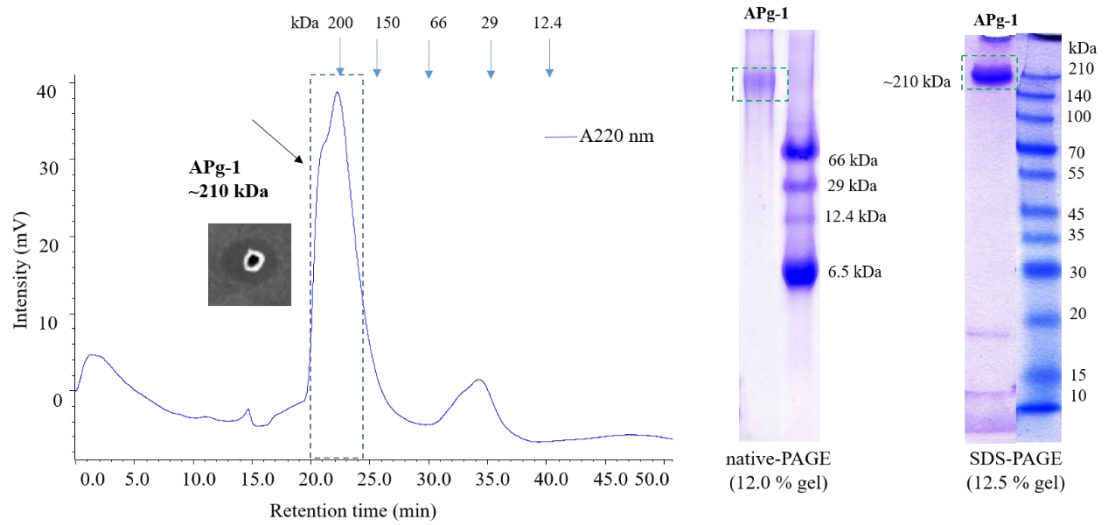 kDa 200 150 66 29 12.4
40
30
20
10
0
Intensity (mV)
A220 nm
APg-1
~210 kDa
0.0 5.0 10.0 15.0 20.0 25.0 30.0 35.0 40.0 45.0 50.0
Retention time (min)
APg-1
66 kDa
29 kDa
12.4 kDa
6.5 kDa
native-PAGE
(12.0 % gel)
APg-1
~210 kDa
kDa
210
140
100
70
55
45
35
30
20
15
10
SDS-PAGE
(12.5 % gel)